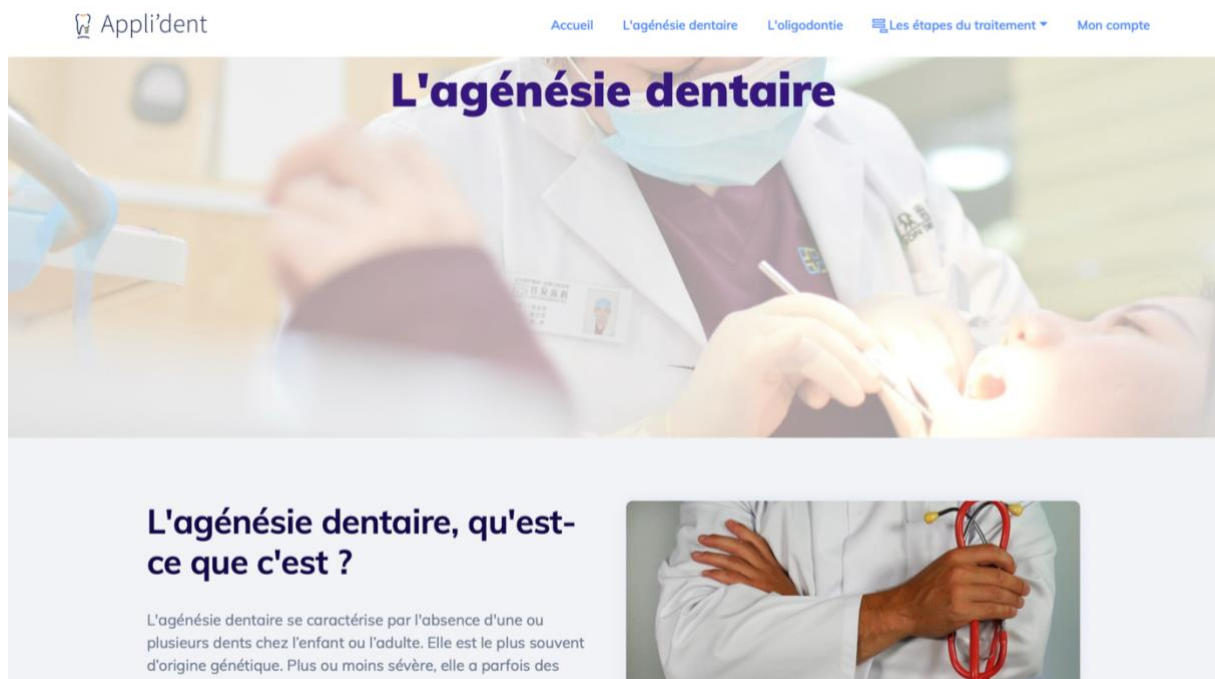 Appli'dent
Accueil L'agénésie dentaire L'oligodontie Les étapes du traitement Mon compte
L'agénésie dentaire
L'agénésie dentaire, qu'est-
ce que c'est ?
L'agénésie dentaire se caractérise par l'absence d'une ou
plusieurs dents chez l'enfant ou l'adulte. Elle est le plus souvent
d'origine génétique. Plus ou moins sévère, elle a parfois des